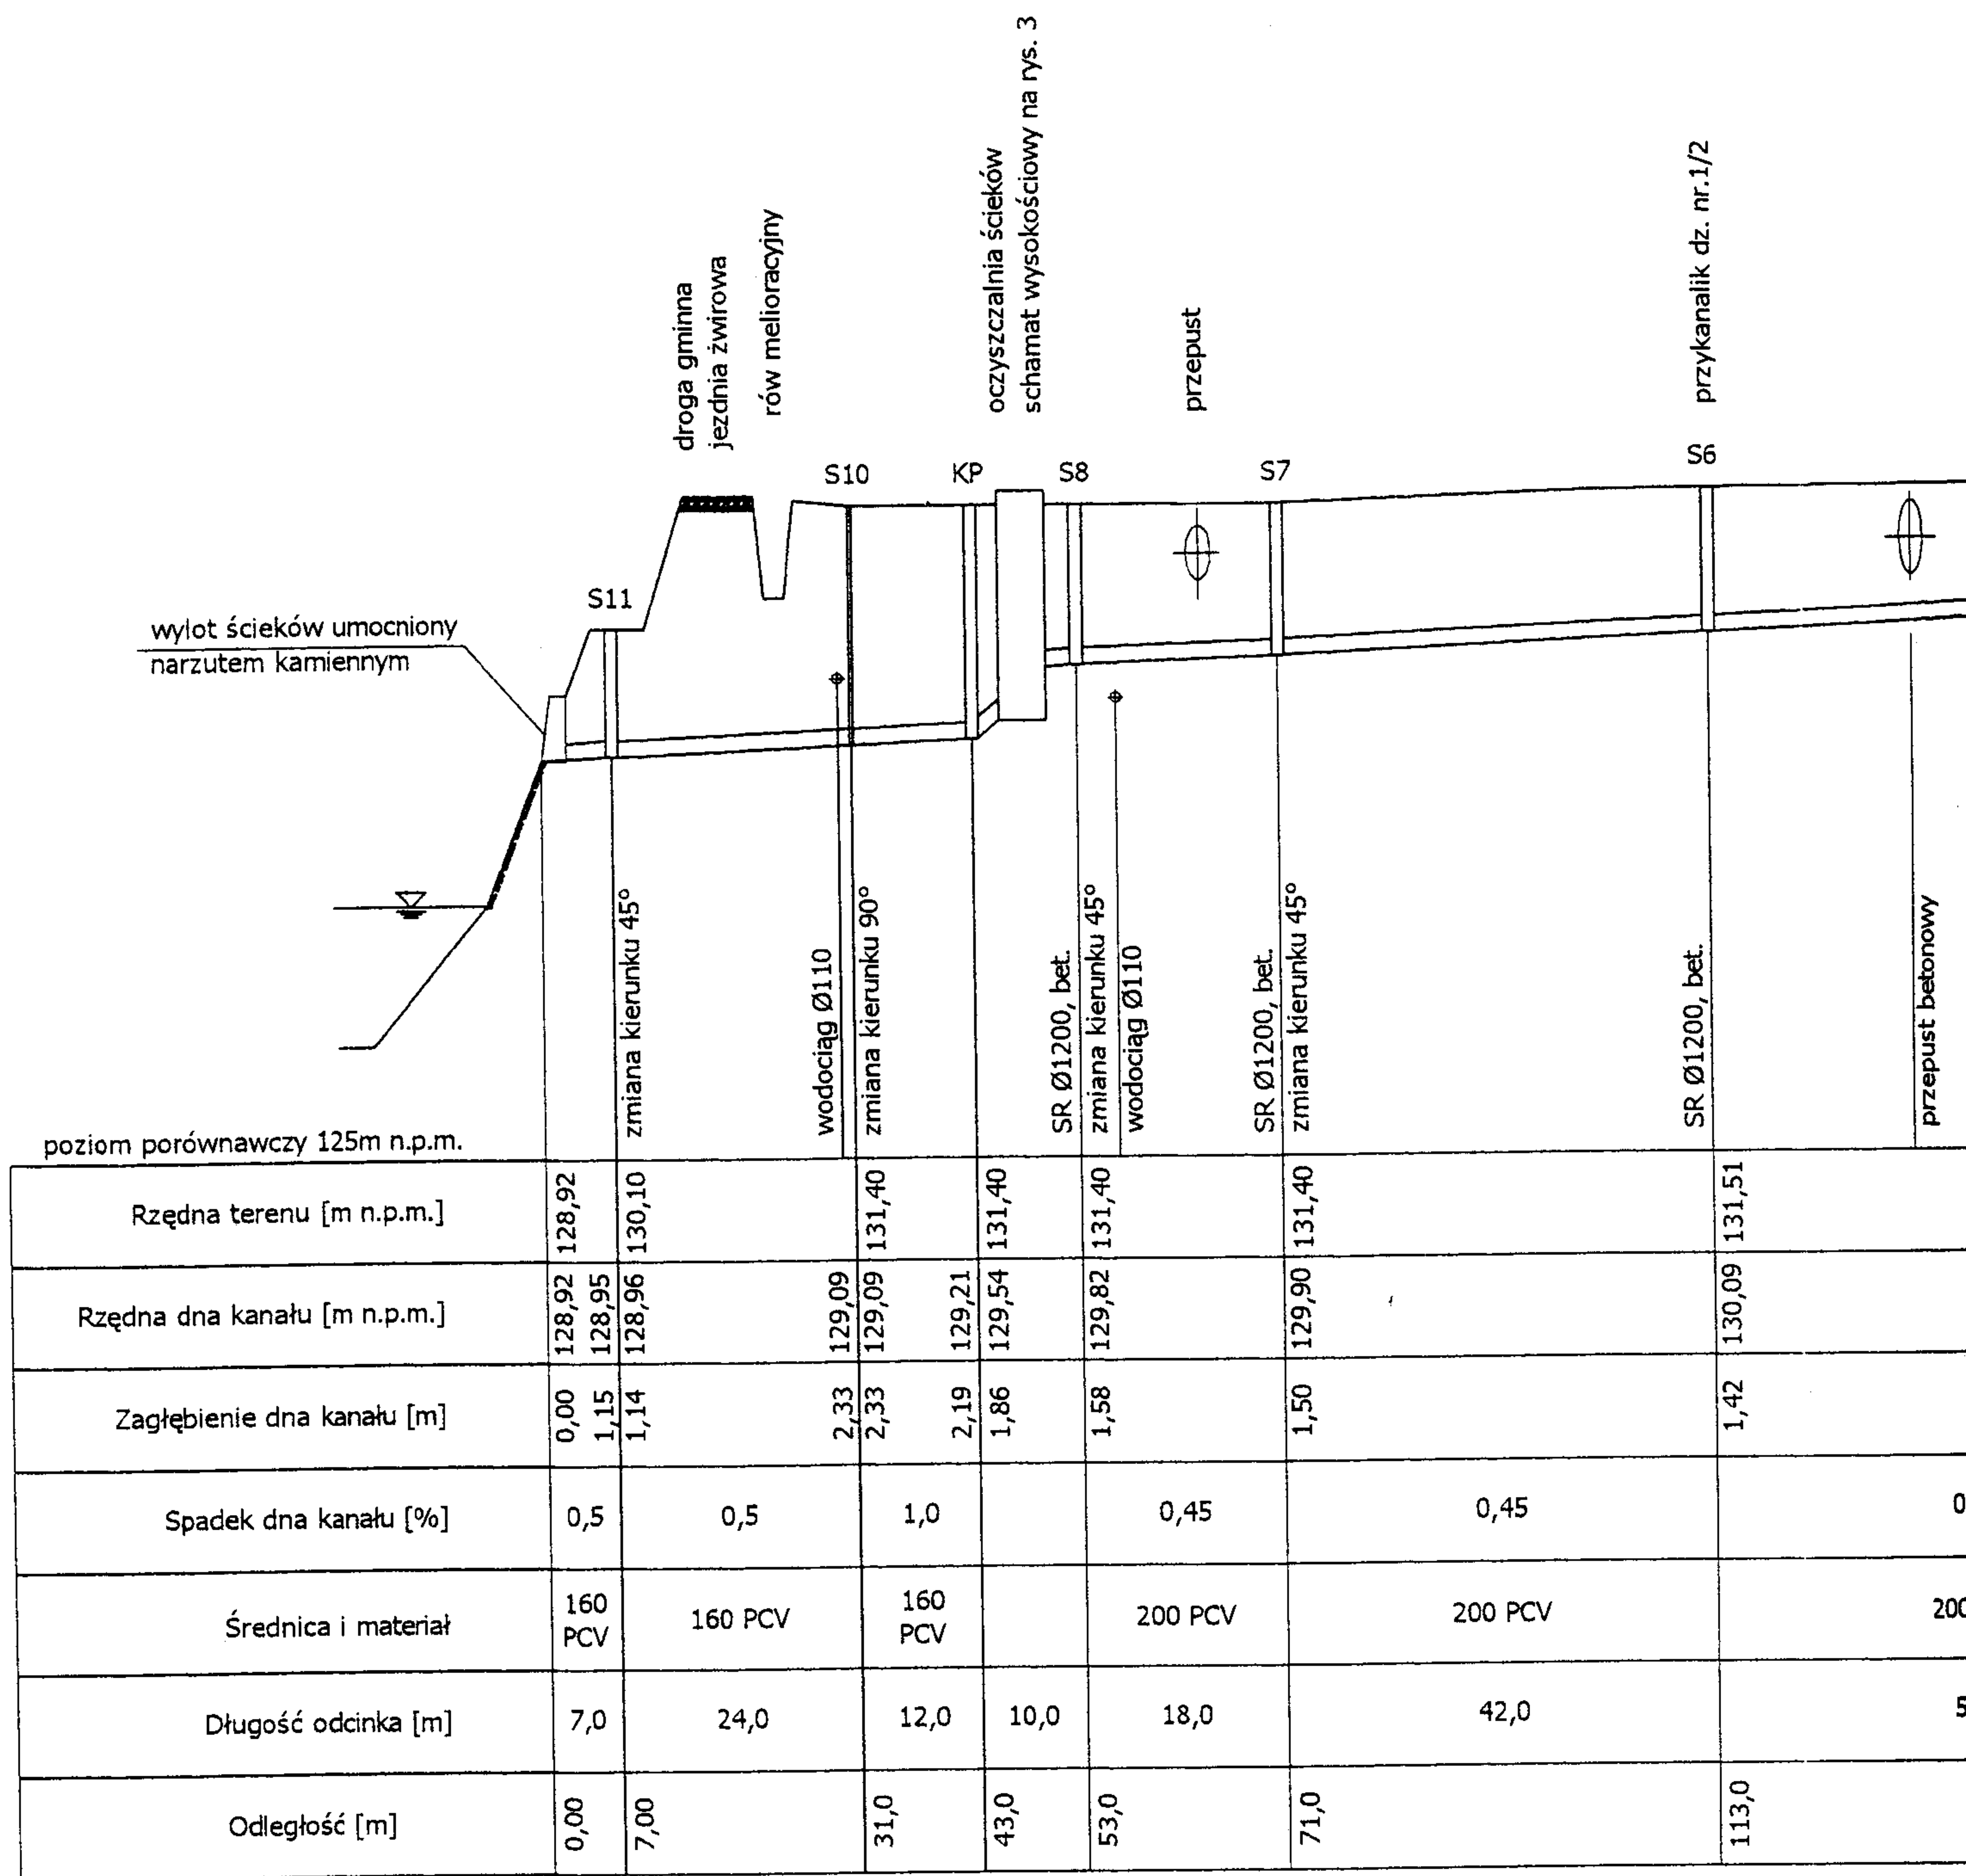 droga gminna
jezdnia żwirowa
rów melioracyjny
oczyszczalnia ścieków
schamat wysokościowy na rys. 3
przepust
przykanalik dz. nr.1/2
S10
KP
S8
S7
S6
S11
wylot ścieków umocniony
narzutem kamiennym
zmiana kierunku 45°
wodociąg Ø110
zmiana kierunku 90°
SR Ø1200, bet.
zmiana kierunku 45°
wodociąg Ø110
SR Ø1200, bet.
zmiana kierunku 45°
SR Ø1200, bet.
przepust betonowy
poziom porównawczy 125m n.p.m.
Rzędna terenu [m n.p.m.] 128,92 130,10 131,40 131,40 131,40 131,40 131,51
Rzędna dna kanału [m n.p.m.] 128,92 128,95 128,96 129,09 129,09 129,21 129,54 129,82 129,90 130,09
Zagłębienie dna kanału [m] 0,00 1,15 1,14 2,33 2,33 2,19 1,86 1,58 1,50 1,42
Spadek dna kanału [%] 0,5 0,5 1,0 0,45 0,45 0
Średnica i materiał 160 PCV 160 PCV 160 PCV 200 PCV 200 PCV 200
Długość odcinka [m] 7,0 24,0 12,0 10,0 18,0 42,0 5
Odległość [m] 0,00 7,00 31,0 43,0 53,0 71,0 113,0